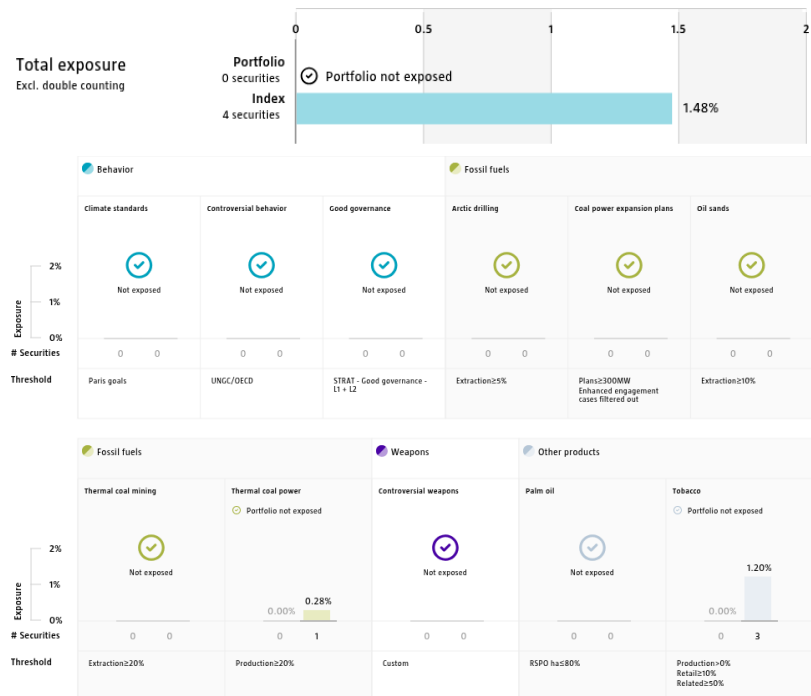 0 0.5 1 1.5 2
Total exposure
Excl. double counting
Portfolio
0 securities
Portfolio not exposed
Index
4 securities
1.48%
Behavior
Fossil fuels
Climate standards
Controversial behavior
Good governance
Arctic drilling
Coal power expansion plans
Oil sands
Exposure
2%
1%
0%
Not exposed
Not exposed
Not exposed
Not exposed
Not exposed
Not exposed
# Securities
0 0
0 0
0 0
0 0
0 0
0 0
Threshold
Paris goals
UNGC/OECD
STRAT - Good governance -
L1 + L2
Extraction≥5%
Plans≥300MW
Enhanced engagement
cases filtered out
Extraction≥10%
Fossil fuels
Weapons
Other products
Thermal coal mining
Thermal coal power
Controversial weapons
Palm oil
Tobacco
Portfolio not exposed
Portfolio not exposed
Exposure
2%
1%
0%
Not exposed
0.00%
0.28%
Not exposed
Not exposed
0.00%
1.20%
# Securities
0 0
0 1
0 0
0 0
0 3
Threshold
Extraction≥20%
Production≥20%
Custom
RSPO ha≤80%
Production>0%
Retail≥10%
Related≥50%